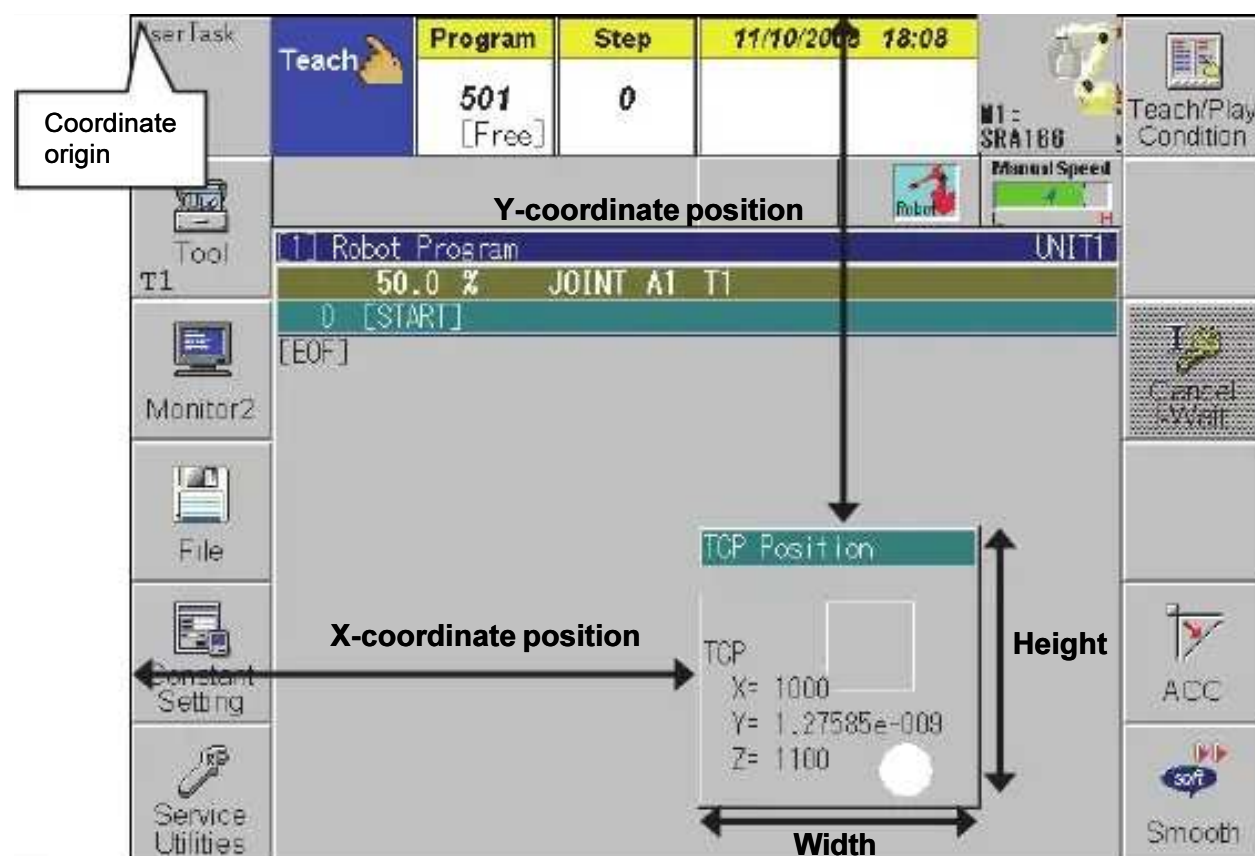 UserTask
Coordinate
origin
Teach
Program
501
[Free]
Step
0
11/10/2008 18:08
M1:
SRA166
Teach/Play
Condition
Tool
T1
Y-coordinate position
Robot
Manual Speed
H
[1] Robot Program UNIT1
50.0 % JOINT A1 T1
0 [START]
[EOF]
Monitor2
Cancel
I-Wait
File
TCP Position
X-coordinate position
Height
TCP
X= 1000
Y= 1.27585e-009
Z= 1100
Constant
Setting
ACC
Service
Utilities
Width
soft
Smooth